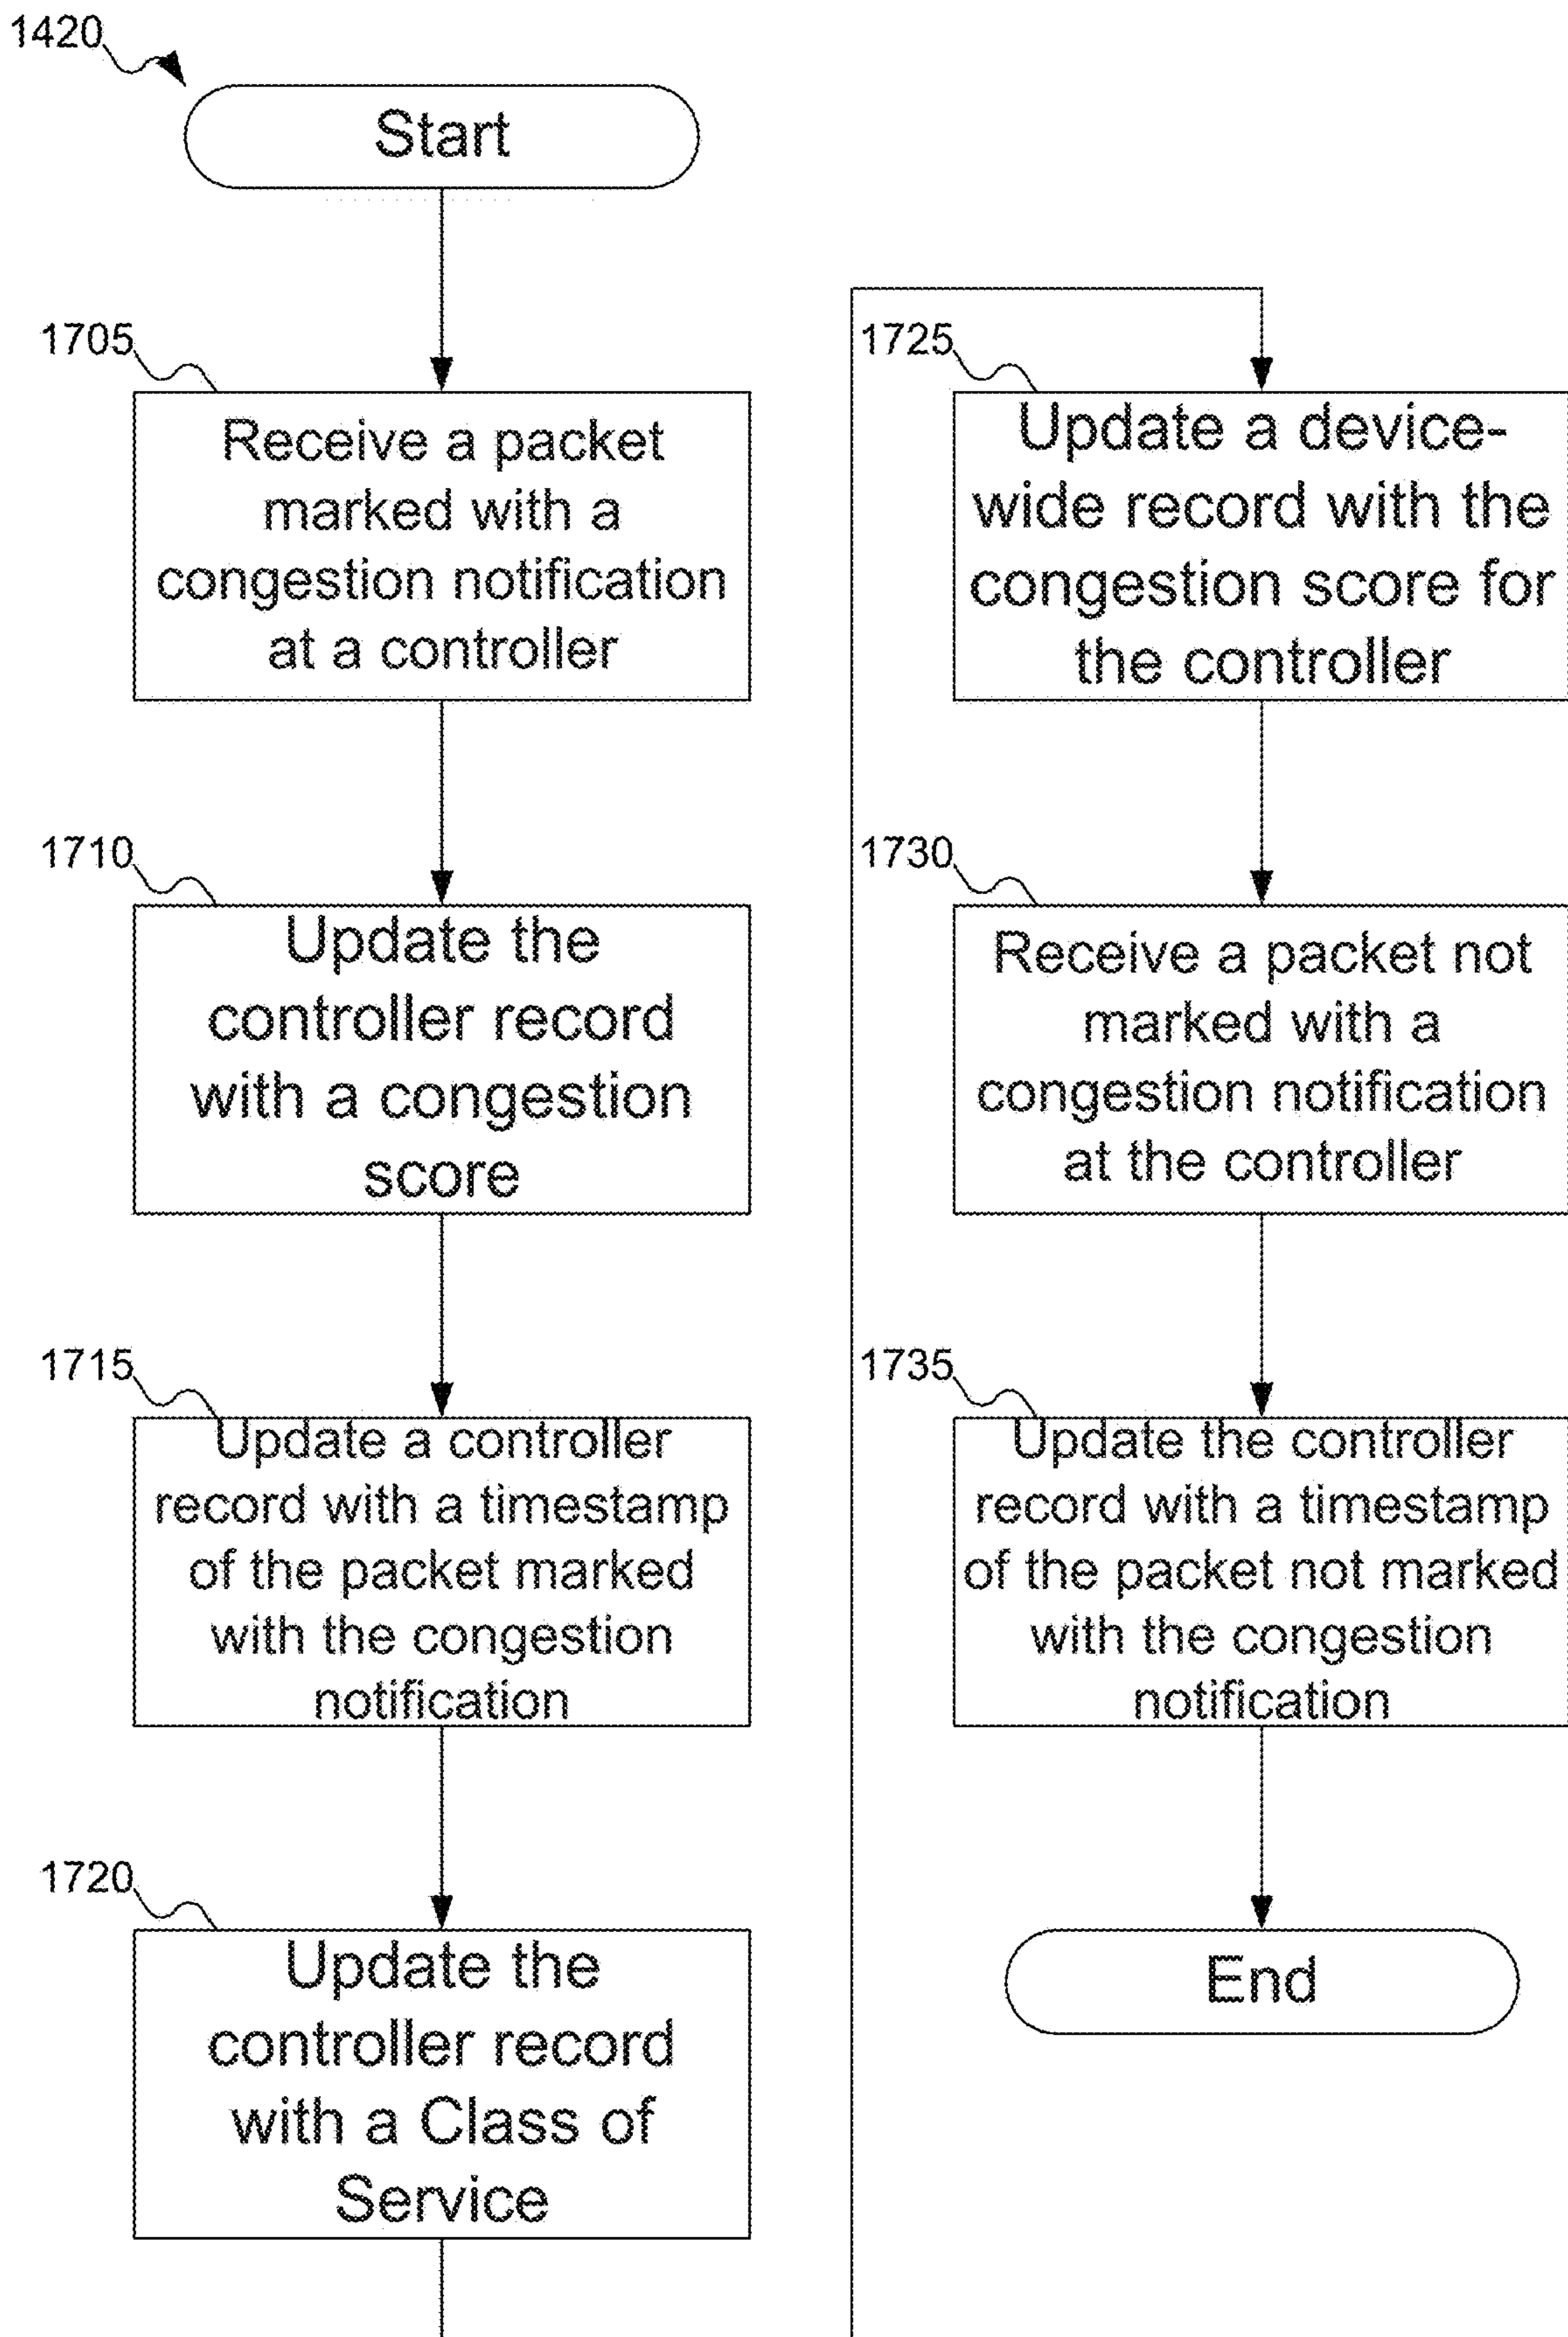 1420
Start
1705
Receive a packet
marked with a
congestion notification
at a controller
1710
Update the
controller record
with a congestion
score
1715
Update a controller
record with a timestamp
of the packet marked
with the congestion
notification
1720
Update the
controller record
with a Class of
Service
1725
Update a device-
wide record with the
congestion score for
the controller
1730
Receive a packet not
marked with a
congestion notification
at the controller
1735
Update the controller
record with a timestamp
of the packet not marked
with the congestion
notification
End